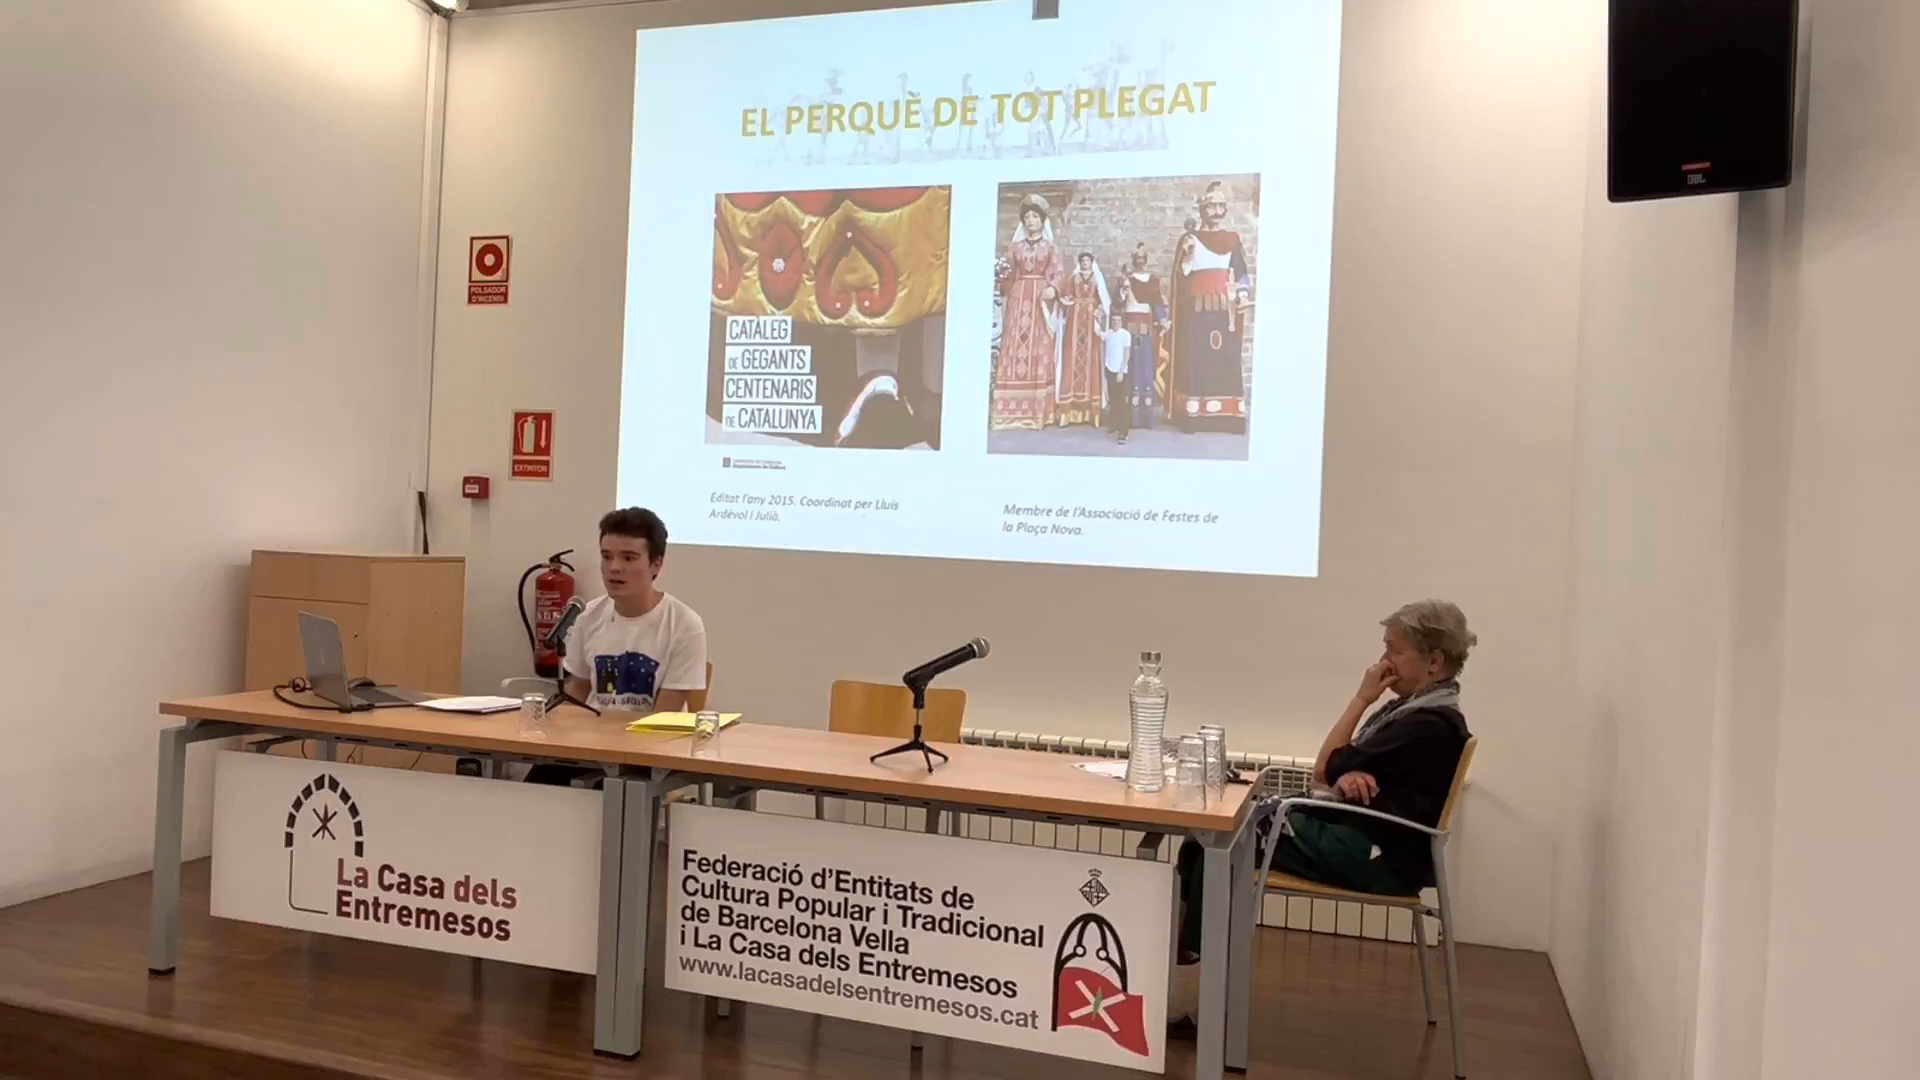 EL PERQUÈ DE TOT PLEGAT
CATÀLEG
DE GEGANTS
CENTENARIS
DE CATALUNYA
Editat l'any 2015. Coordinat per Lluís
Ardèvol i Julià.
Membre de l'Associació de Festes de
la Plaça Nova.
POLSADOR
D'INCENDI
EXTINTOR
JBL
La Casa dels
Entremesos
Federació d'Entitats de
Cultura Popular i Tradicional
de Barcelona Vella
i La Casa dels Entremesos
www.lacasadelsentremesos.cat